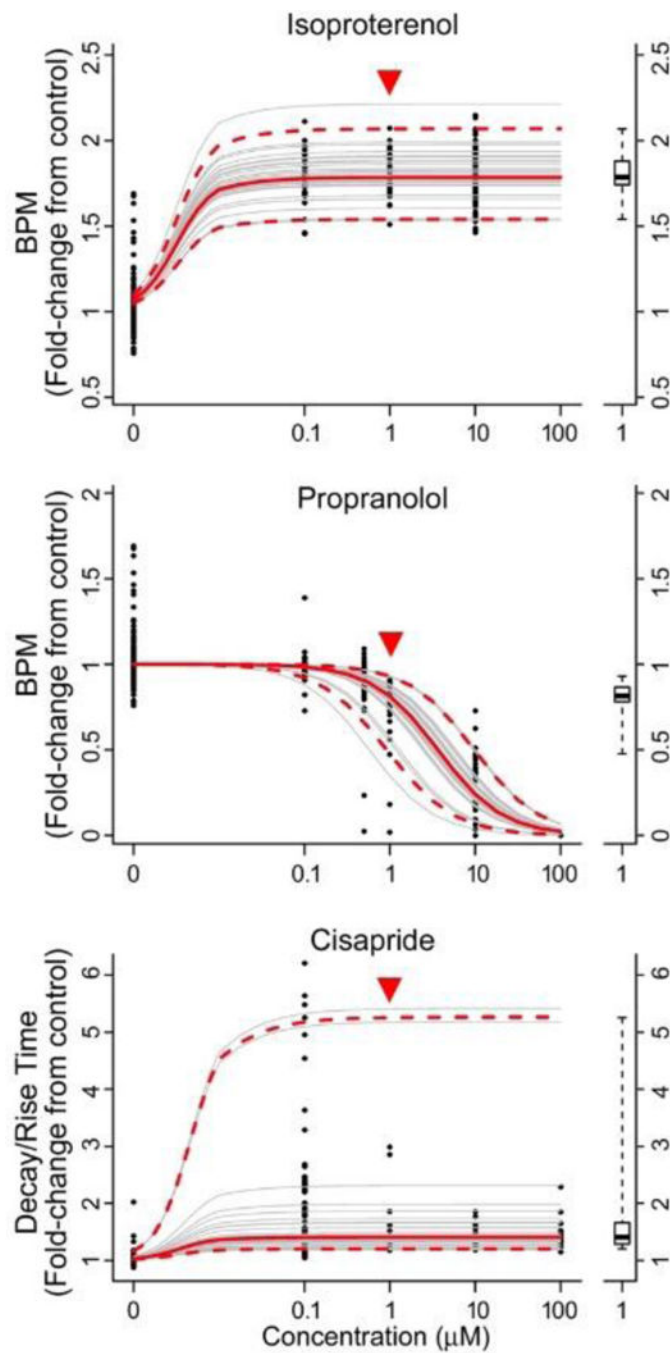 Isoproterenol
BPM
(Fold-change from control)
0.5 1 1.5 2 2.5
0.5 1 1.5 2 2.5
0 0.1 1 10 100 1
Propranolol
BPM
(Fold-change from control)
0 0.5 1 1.5 2
0 0.5 1 1.5 2
0 0.1 1 10 100 1
Cisapride
Decay/Rise Time
(Fold-change from control)
1 2 3 4 5 6
1 2 3 4 5 6
0 0.1 1 10 100 1
Concentration (μM)